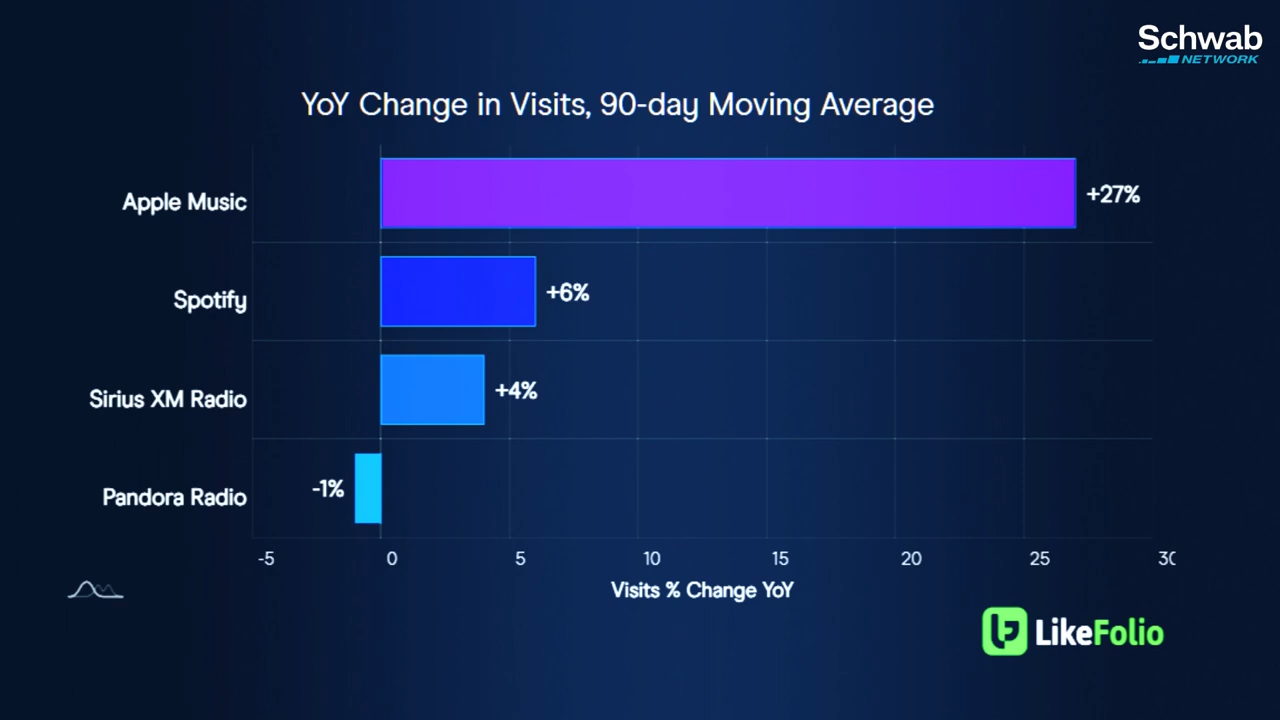 Schwab
NETWORK
YoY Change in Visits, 90-day Moving Average
Apple Music
+27%
Spotify
+6%
Sirius XM Radio
+4%
Pandora Radio
-1%
-5 0 5 10 15 20 25 30
Visits % Change YoY
LikeFolio